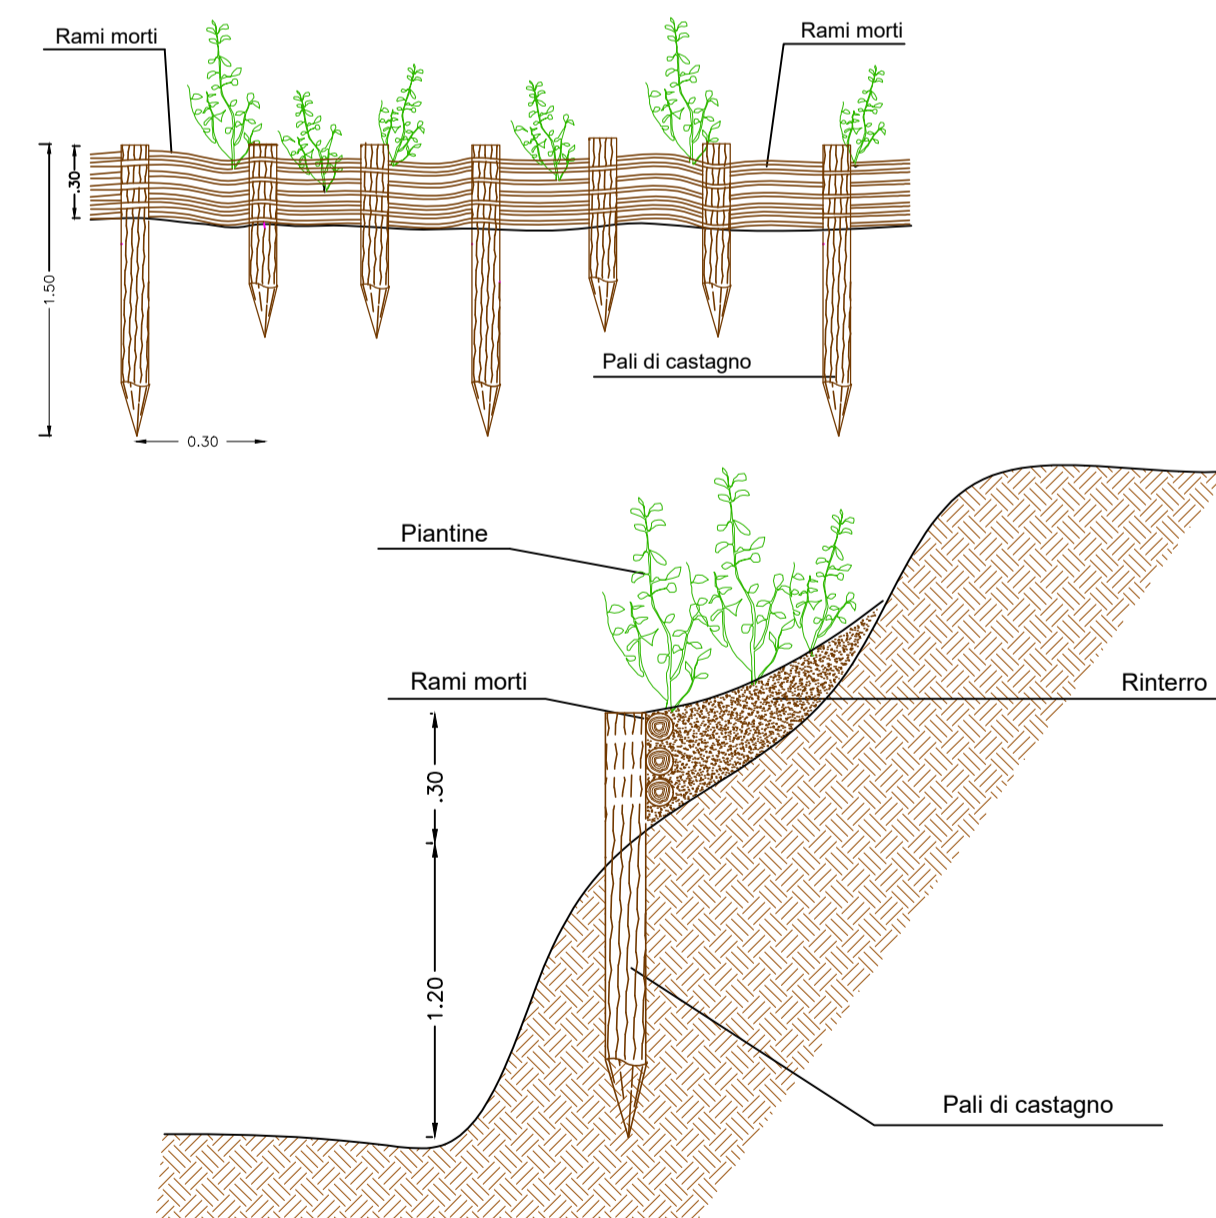 Rami morti
Rami morti
.30
1.50
Pali di castagno
0.30
Piantine
Rami morti
Rinterro
.30
1.20
Pali di castagno